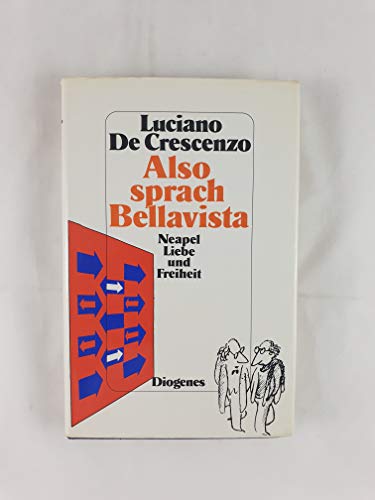 Luciano
De Crescenzo
Also
sprach
Bellavista
Neapel
Liebe
und
Freiheit
Diogenes